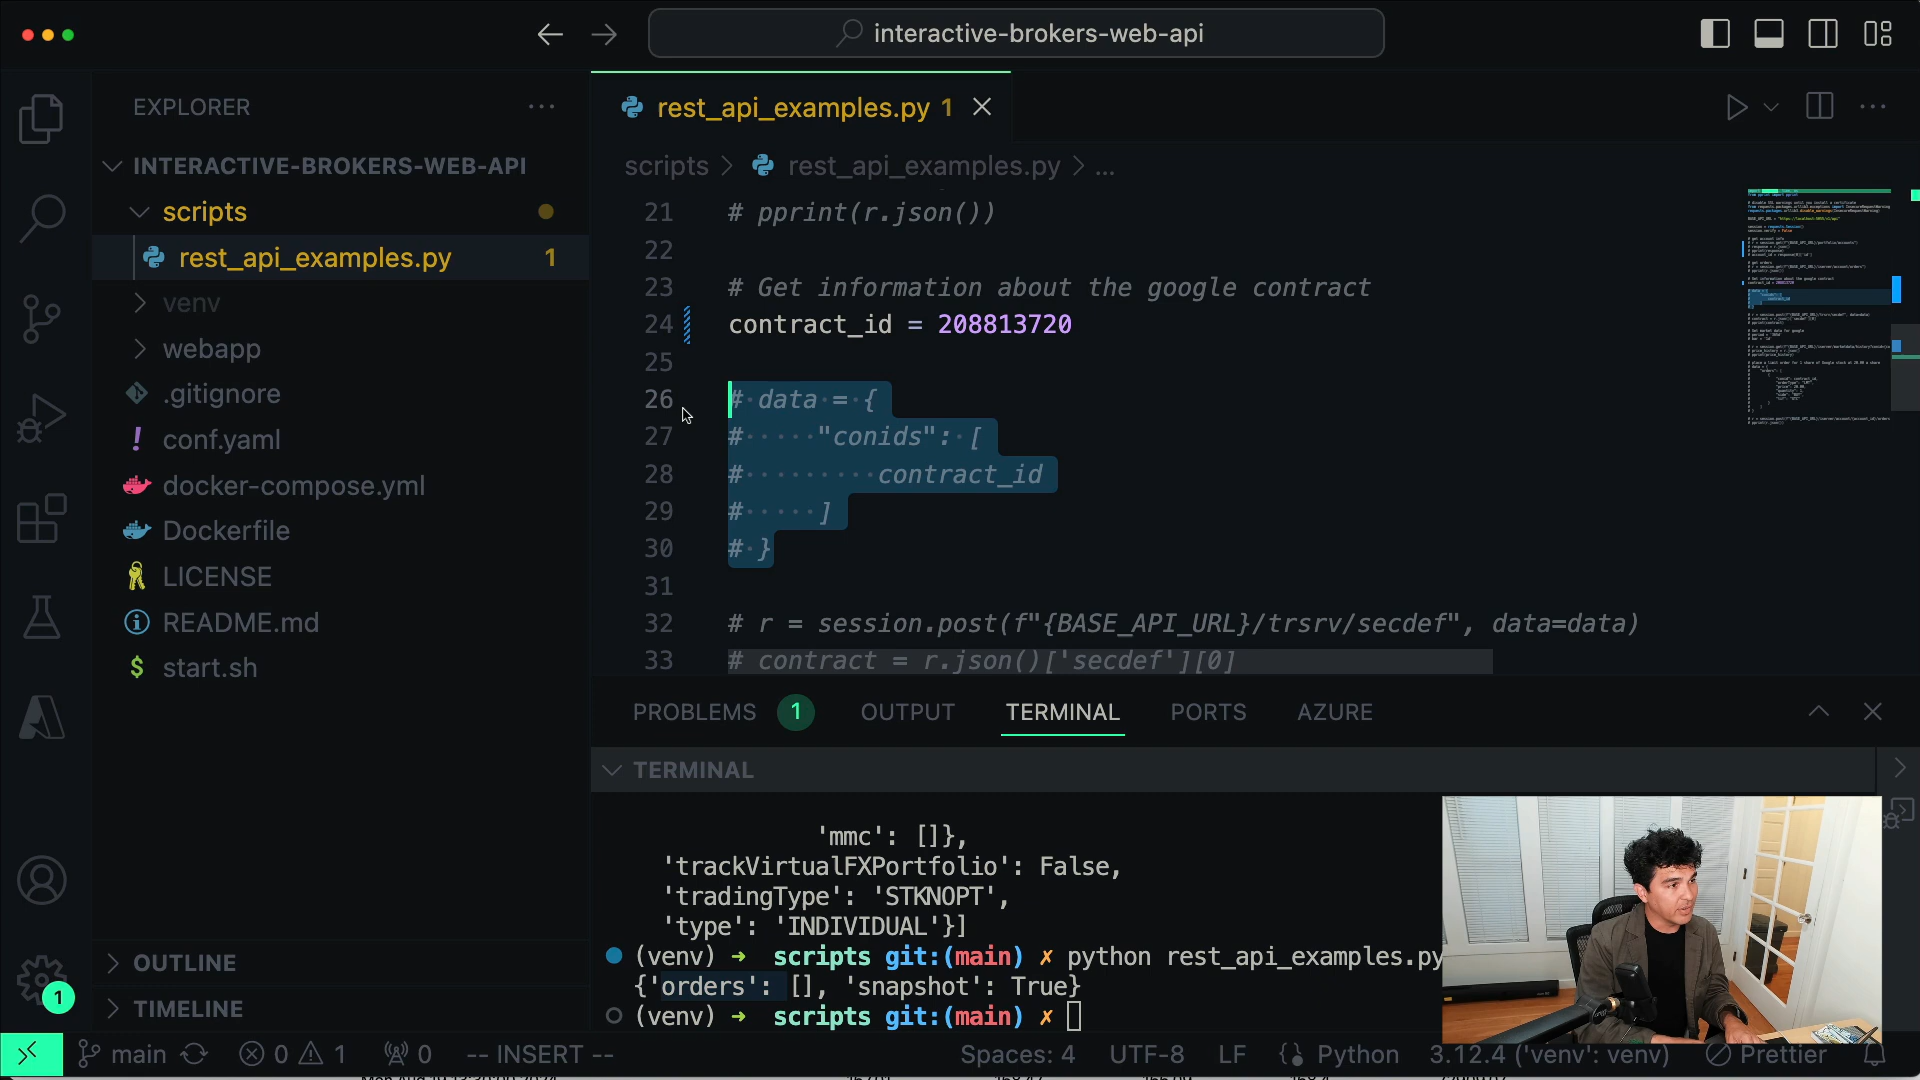 interactive-brokers-web-api
EXPLORER
rest_api_examples.py 1
INTERACTIVE-BROKERS-WEB-API
scripts > rest_api_examples.py > ...
scripts
rest_api_examples.py 1
venv
webapp
.gitignore
conf.yaml
docker-compose.yml
Dockerfile
LICENSE
README.md
start.sh
OUTLINE
TIMELINE
21 # pprint(r.json())
22
23 # Get information about the google contract
24 contract_id = 208813720
25
26 # data = {
27 #     "conids": [
28 #         contract_id
29 #     ]
30 # }
31
32 # r = session.post(f"{BASE_API_URL}/trsrv/secdef", data=data)
33 # contract = r.json()['secdef'][0]
PROBLEMS 1 OUTPUT TERMINAL PORTS AZURE
TERMINAL
'mmc': []},
'trackVirtualFXPortfolio': False,
'tradingType': 'STKNOPT',
'type': 'INDIVIDUAL'}]
(venv) → scripts git:(main) ✗ python rest_api_examples.py
{'orders': [], 'snapshot': True}
(venv) → scripts git:(main) ✗
1
main 0 1 0 -- INSERT -- Spaces: 4 UTF-8 LF Python 3.12.4 ('venv': venv) Prettier